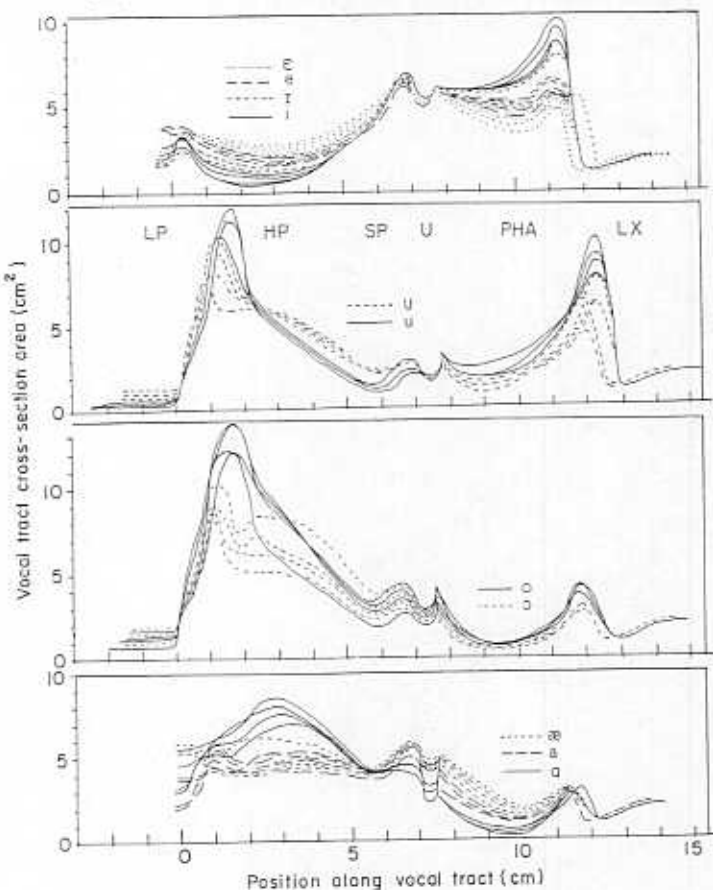 Vocal tract cross-section area (cm²)
10
5
0
ɛ
e
ɪ
i
LP HP SP U PHA LX
10
5
0
ʊ
u
10
5
0
o
ɔ
10
5
0
æ
a
ɑ
0 5 10 15
Position along vocal tract (cm)